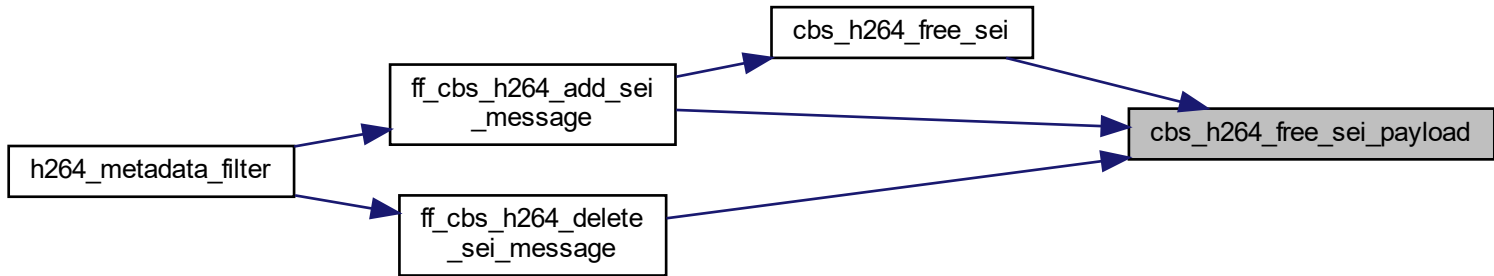 cbs_h264_free_sei
ff_cbs_h264_add_sei
_message
cbs_h264_free_sei_payload
h264_metadata_filter
ff_cbs_h264_delete
_sei_message